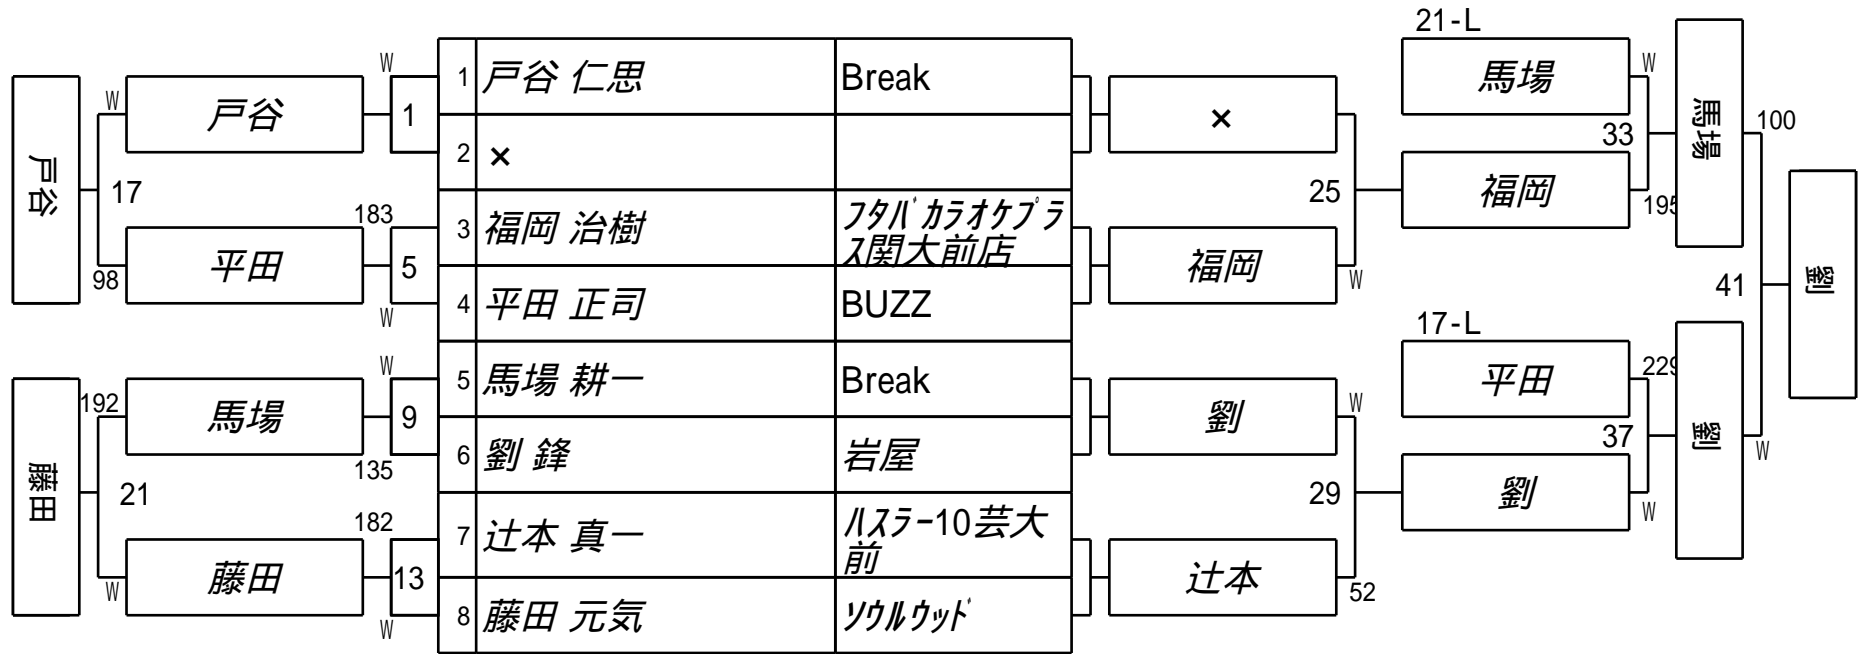 21-L
W
1 戸谷 仁思 Break
馬場
W
W
戸谷
1
×
馬場
100
2 ×
33
戸谷
17
25
福岡
183
3 福岡 治樹 フタバカラオケプラ
ス関大前店
195
劉
平田
5
福岡
98
W
4 平田 正司 BUZZ
W
41
17-L
W
5 馬場 耕一 Break
平田
229
192
馬場
9
劉
W
37
劉
W
135
6 劉 鋒 岩屋
藤田
21
29
劉
W
182
7 辻本 真一 ハスラー10芸大
前
藤田
13
辻本
W
52
W
8 藤田 元気 ソウルウッド